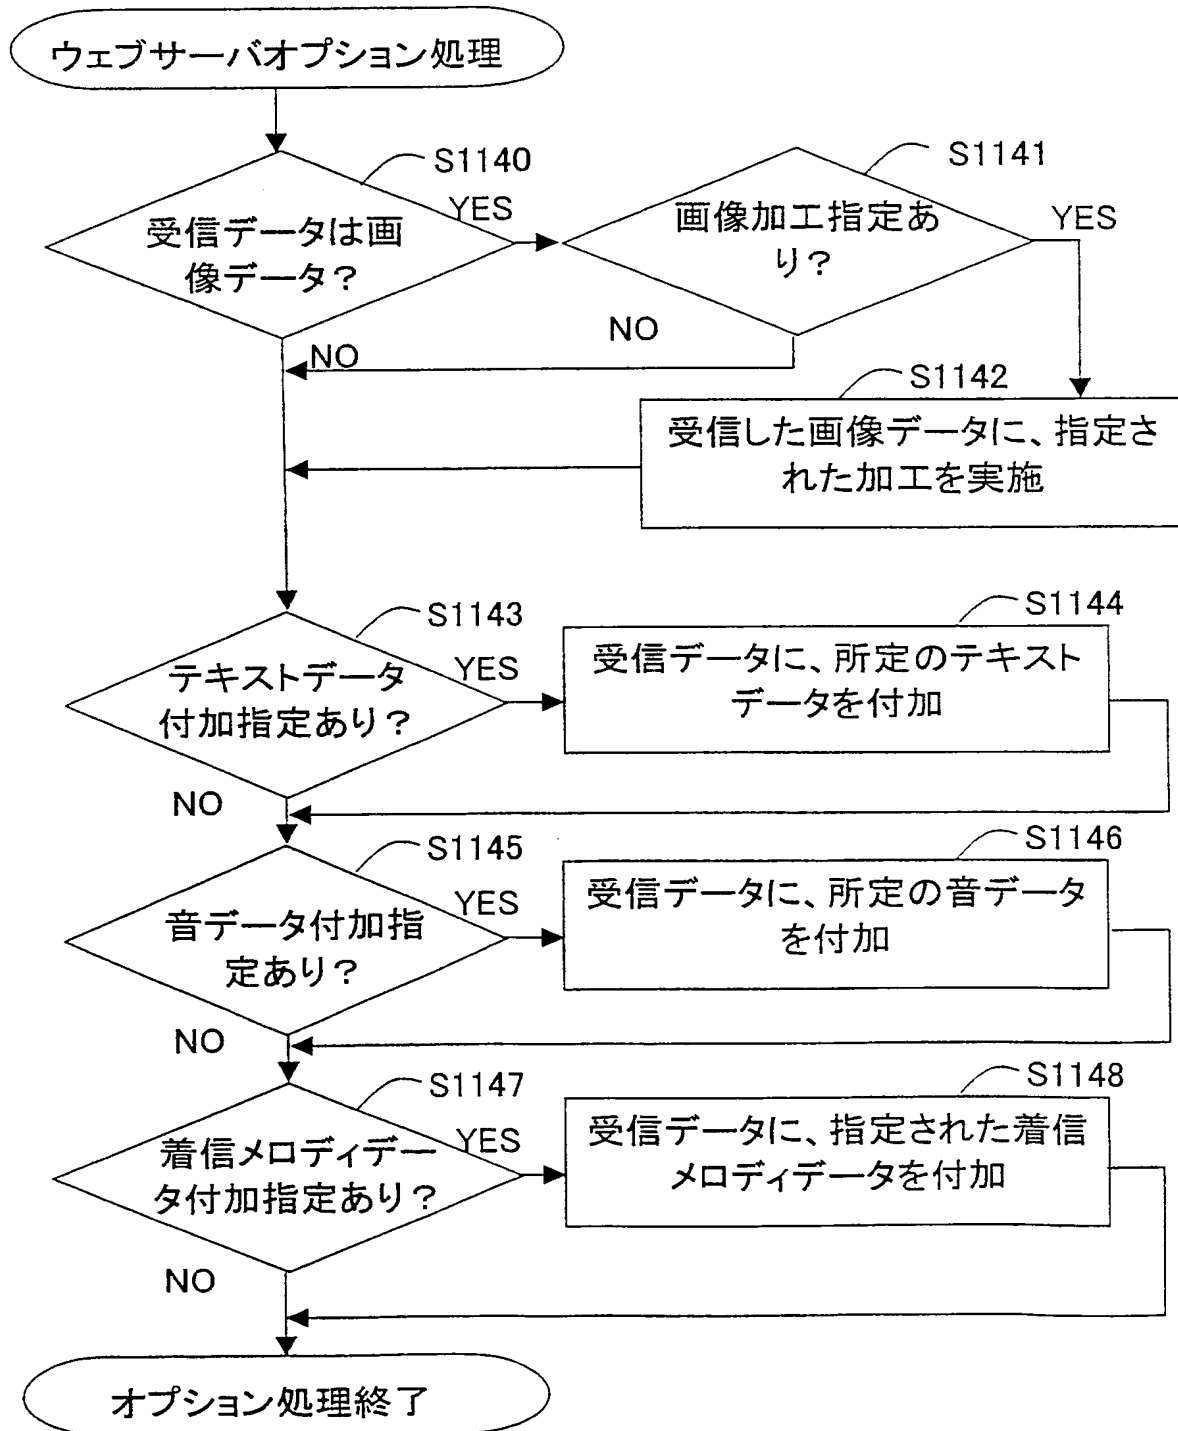 ウェブサーバオプション処理
S1140
受信データは画
像データ?
YES
NO
S1141
画像加工指定あ
り?
YES
NO
S1142
受信した画像データに、指定さ
れた加工を実施
S1143
テキストデータ
付加指定あり?
YES
NO
S1144
受信データに、所定のテキスト
データを付加
S1145
音データ付加指
定あり?
YES
NO
S1146
受信データに、所定の音データ
を付加
S1147
着信メロディデー
タ付加指定あり?
YES
NO
S1148
受信データに、指定された着信
メロディデータを付加
オプション処理終了